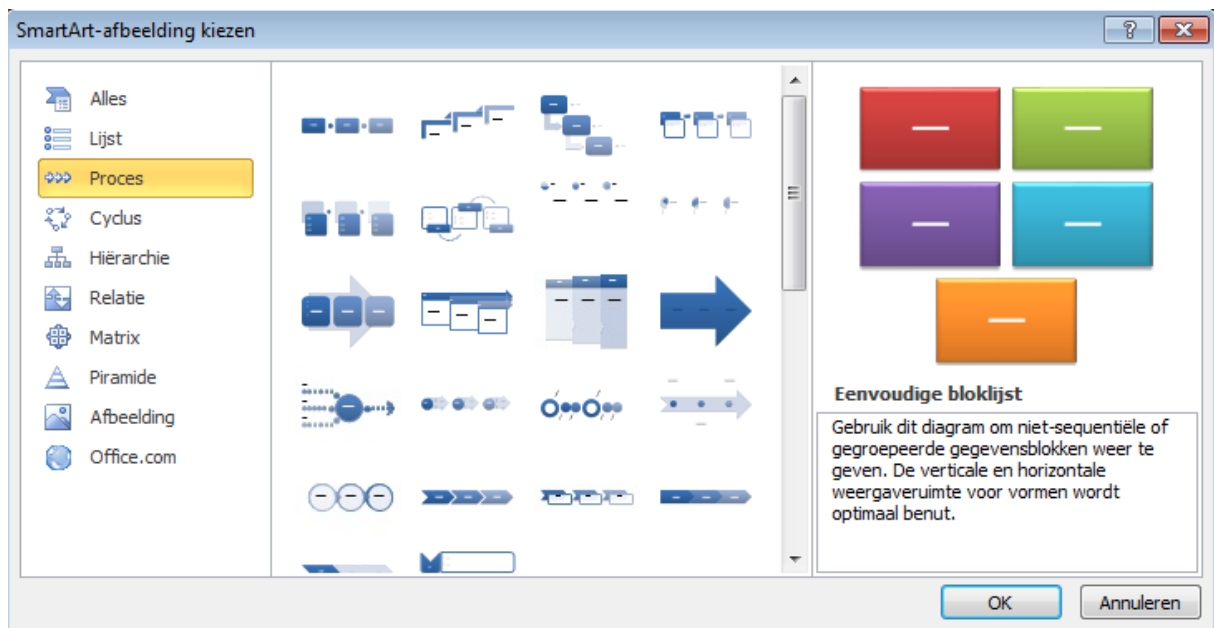 SmartArt-afbeelding kiezen
Alles
Lijst
Proces
Cyclus
Hiërarchie
Relatie
Matrix
Piramide
Afbeelding
Office.com
Eenvoudige bloklijst
Gebruik dit diagram om niet-sequentiële of
gegroepeerde gegevensblokken weer te
geven. De verticale en horizontale
weergaveruimte voor vormen wordt
optimaal benut.
OK
Annuleren